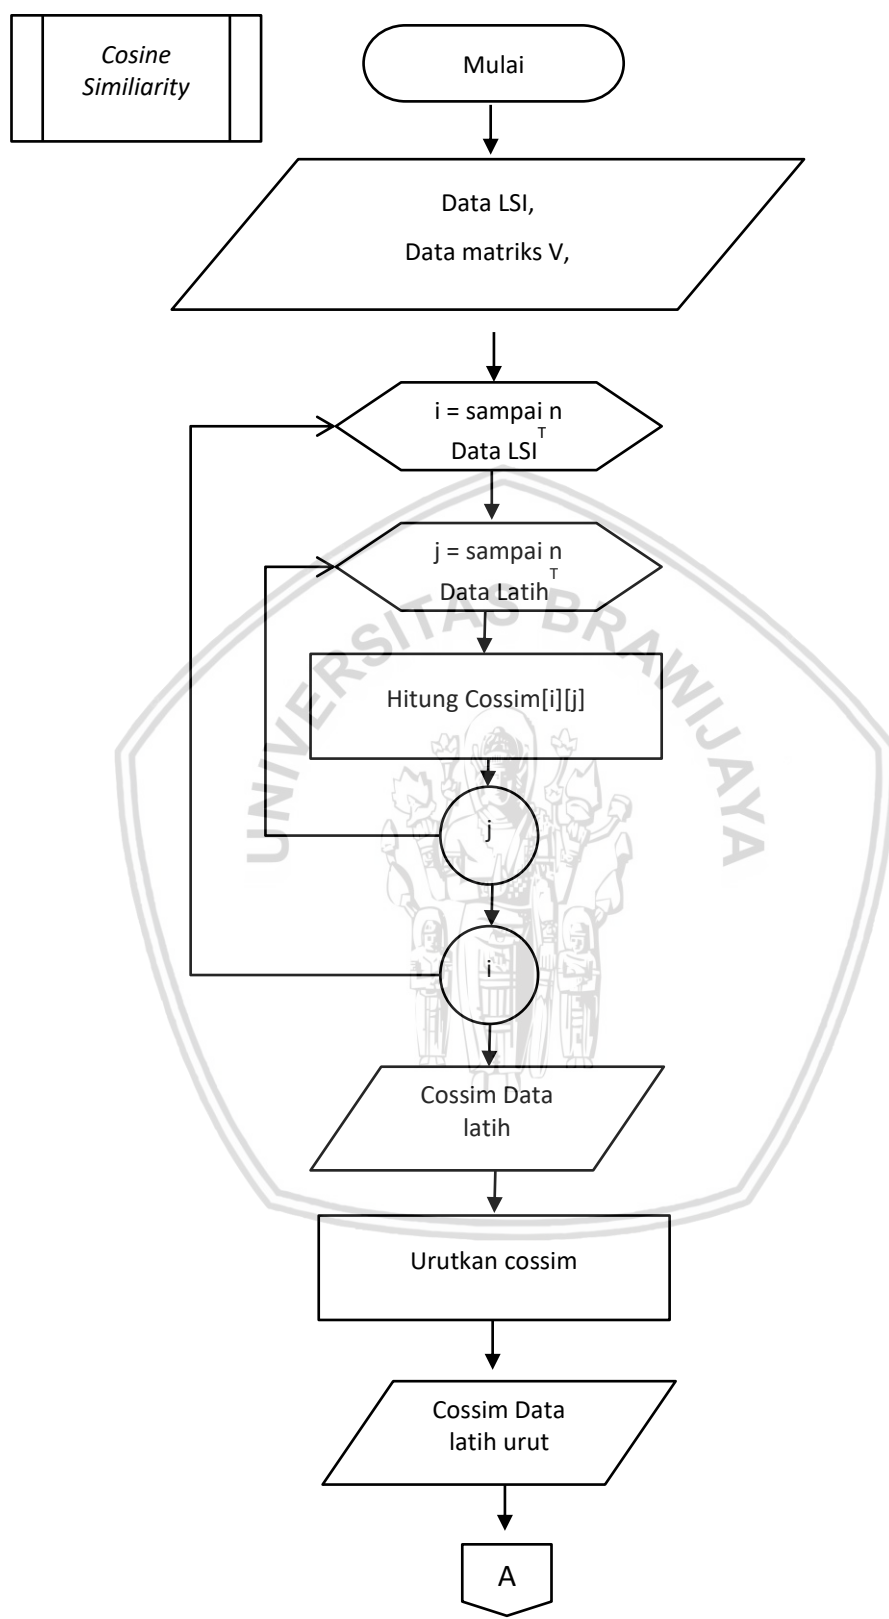 Cosine
Similiarity
Mulai
Data LSI,
Data matriks V,
i = sampai n
Data LSI^T
j = sampai n
Data Latih^T
UNIVERSITAS BRAWIJAYA
Hitung Cossim[i][j]
j
i
Cossim Data
latih
Urutkan cossim
Cossim Data
latih urut
A